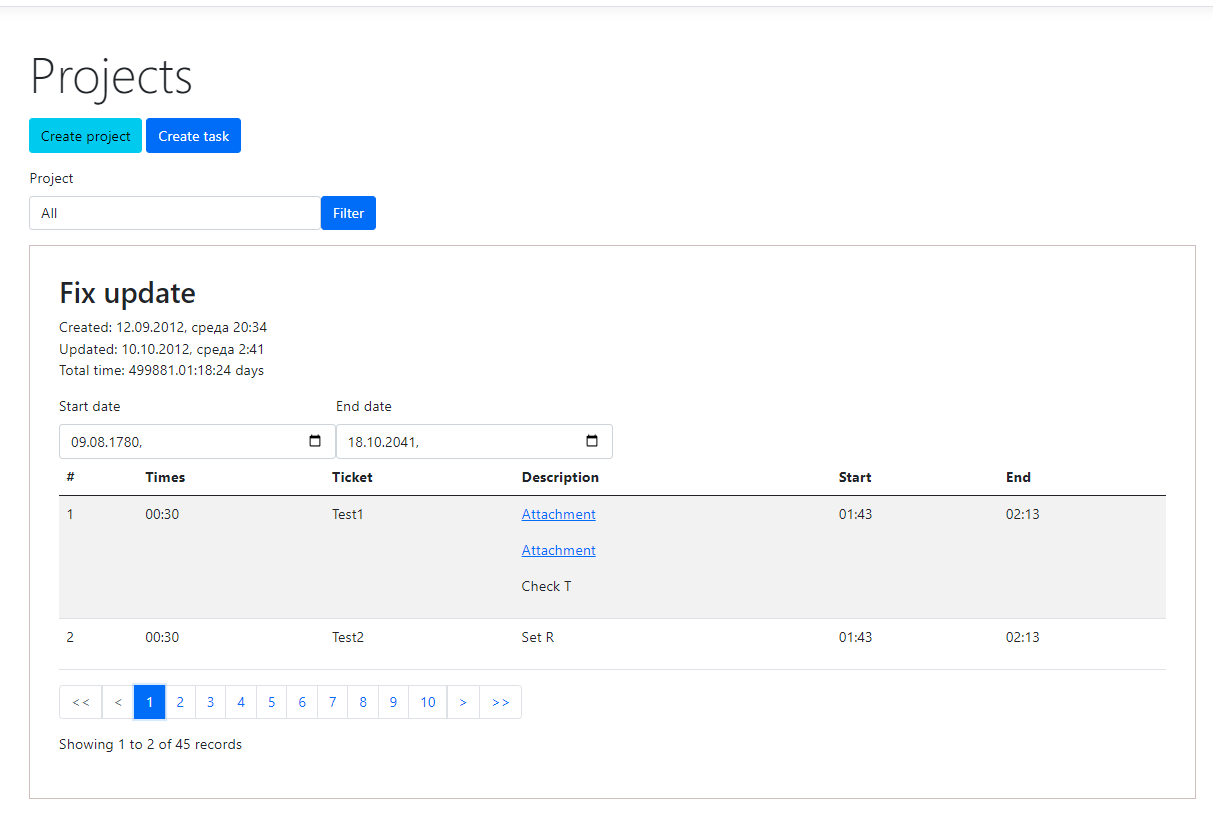 Projects
Create project Create task
Project
All Filter
Fix update
Created: 12.09.2012, среда 20:34
Updated: 10.10.2012, среда 2:41
Total time: 499881.01:18:24 days
Start date End date
09.08.1780, 18.10.2041,
# Times Ticket Description Start End
1 00:30 Test1 Attachment 01:43 02:13
Attachment
Check T
2 00:30 Test2 Set R 01:43 02:13
<< < 1 2 3 4 5 6 7 8 9 10 > >>
Showing 1 to 2 of 45 records